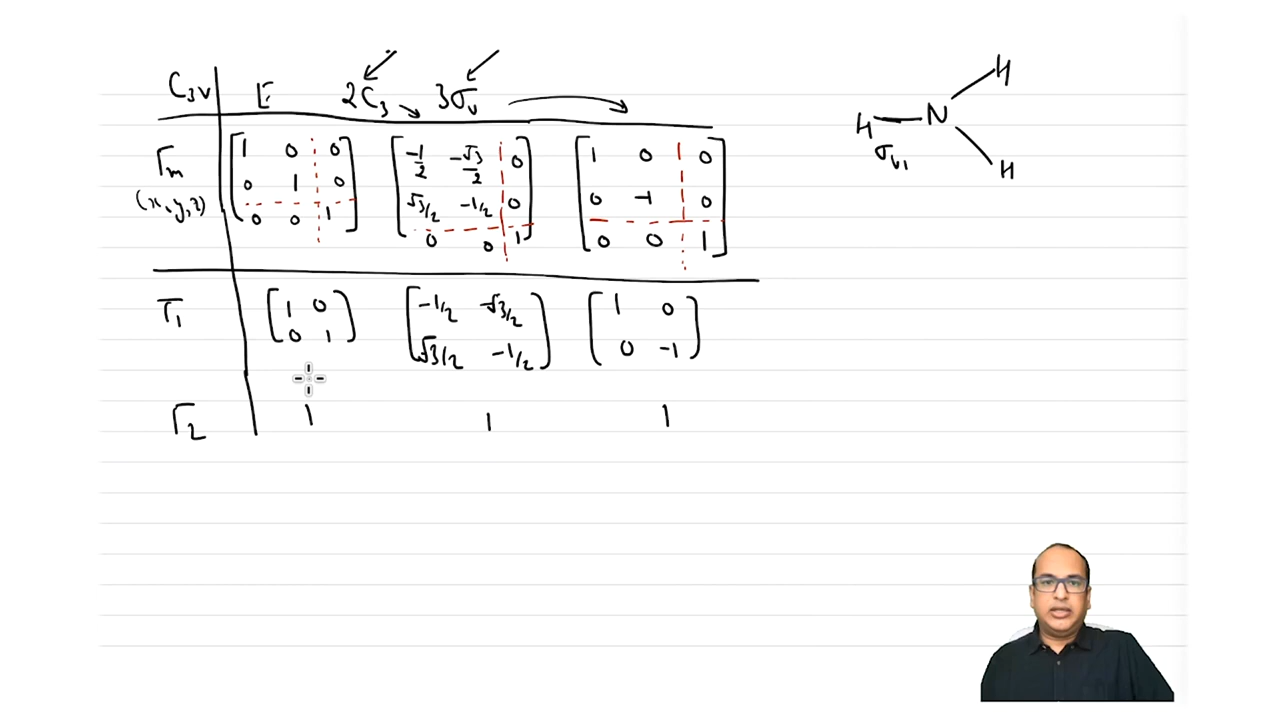 C₃ᵥ E 2C₃ 3σᵥ
Γₘ [1 0 0 [-1/2 -√3/2 0 [1 0 0
(x, y, z) 0 1 0 √3/2 -1/2 0 0 -1 0
0 0 1] 0 0 1] 0 0 1]
Γ₁ [1 0 [-1/2 √3/2 [1 0
0 1] √3/2 -1/2] 0 -1]
Γ₂ 1 1 1
H
H N
σᵥ₁
H